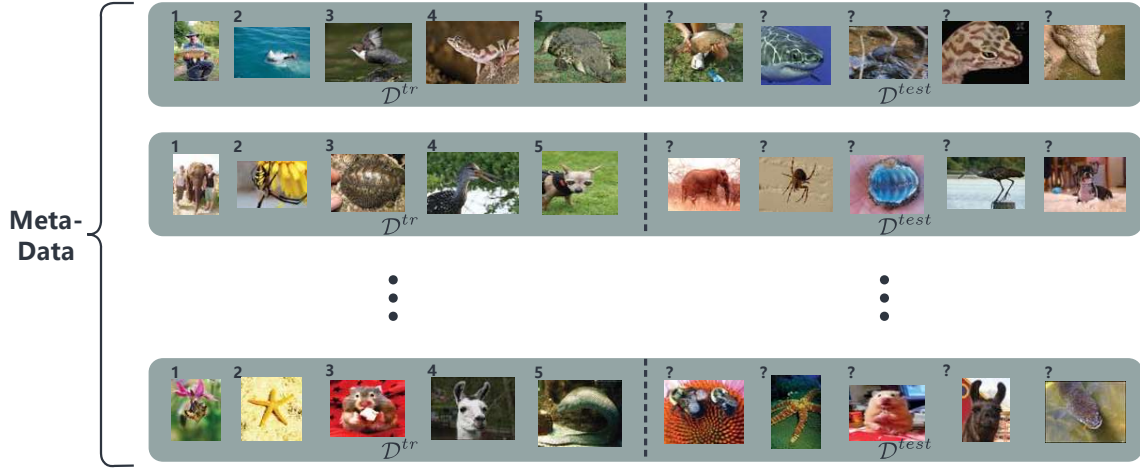 1 2 3 4 5 ? ? ? ? ?
𝒟^{tr} 𝒟^{test}
1 2 3 4 5 ? ? ? ? ?
𝒟^{tr} 𝒟^{test}
Meta-
Data
1 2 3 4 5 ? ? ? ? ?
𝒟^{tr} 𝒟^{test}